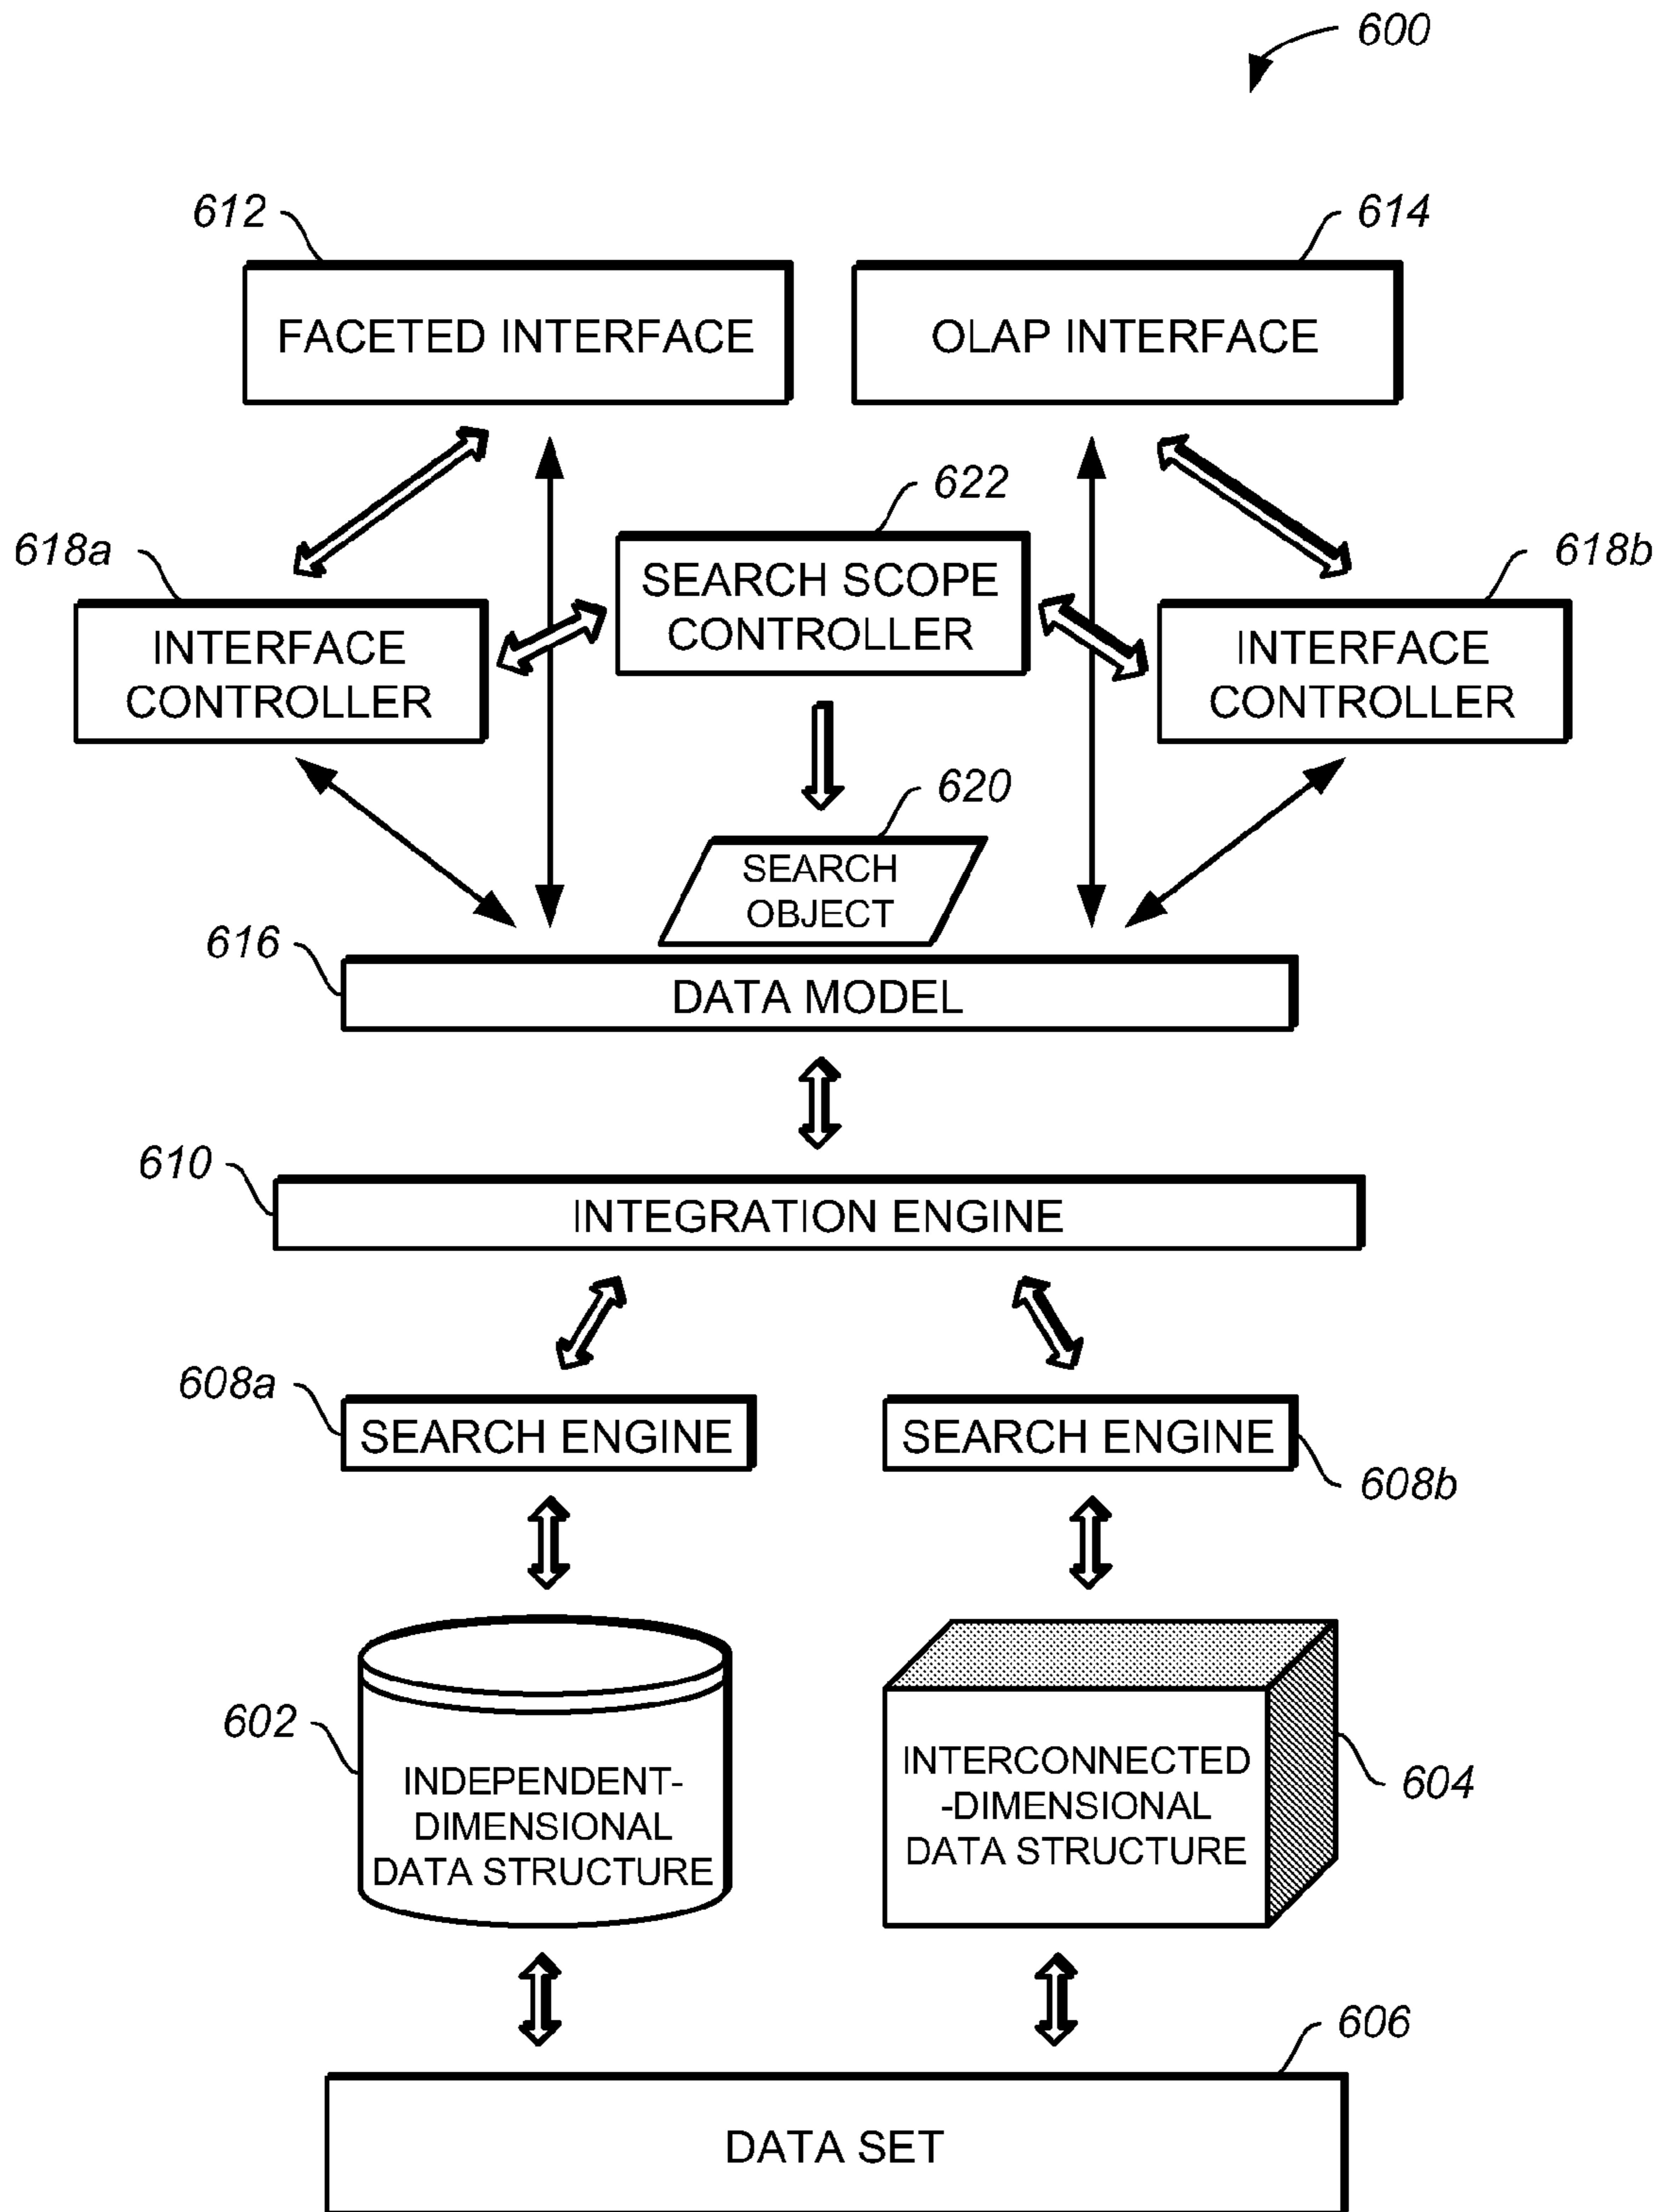 600
612
614
FACETED INTERFACE
OLAP INTERFACE
622
618a
618b
SEARCH SCOPE
CONTROLLER
INTERFACE
CONTROLLER
INTERFACE
CONTROLLER
620
SEARCH
OBJECT
616
DATA MODEL
610
INTEGRATION ENGINE
608a
SEARCH ENGINE
SEARCH ENGINE
608b
602
INDEPENDENT-
DIMENSIONAL
DATA STRUCTURE
INTERCONNECTED
-DIMENSIONAL
DATA STRUCTURE
604
606
DATA SET